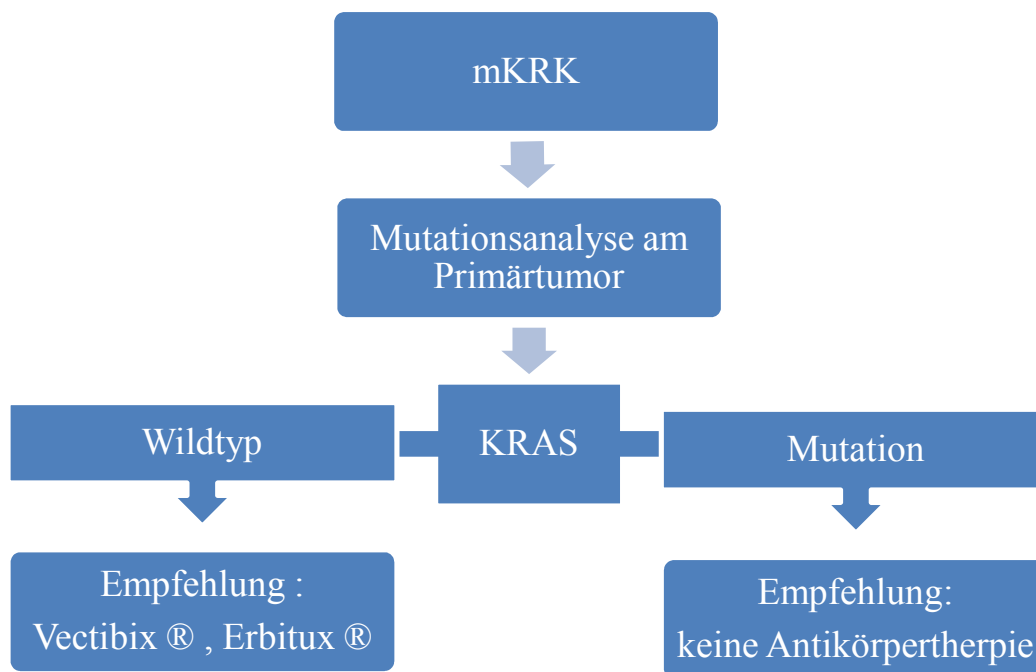 mKRK
Mutationsanalyse am
Primärtumor
Wildtyp
KRAS
Mutation
Empfehlung :
Vectibix ® , Erbitux ®
Empfehlung:
keine Antikörpertherpie